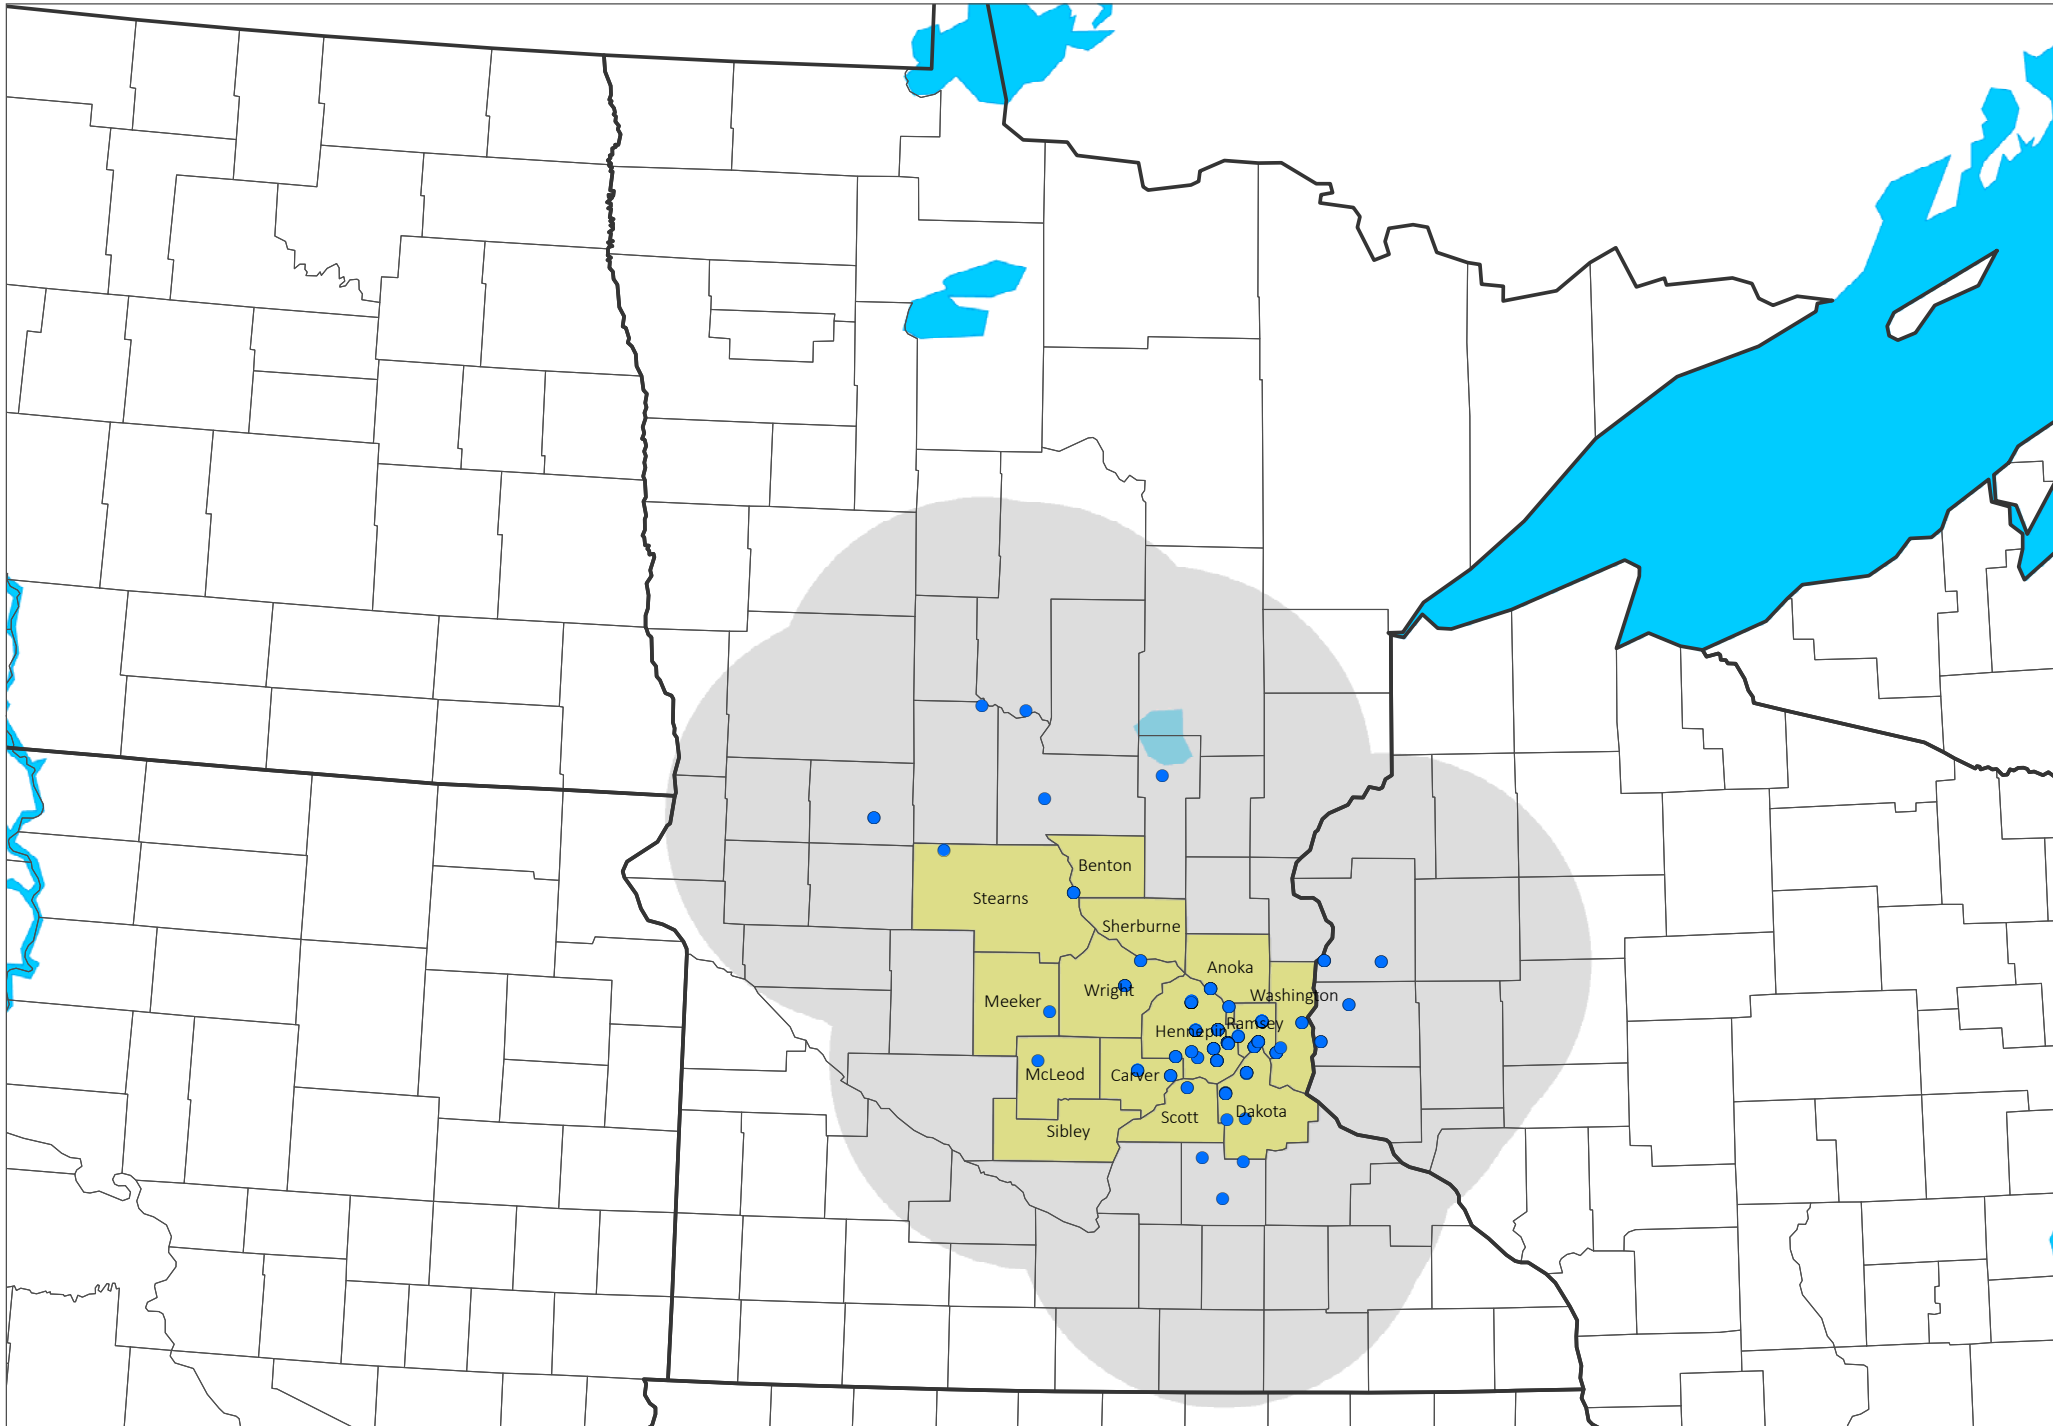 Benton
Stearns
Sherburne
Anoka
Washington
Wright
Meeker
Ramsey
Hennepin
McLeod
Carver
Dakota
Scott
Sibley